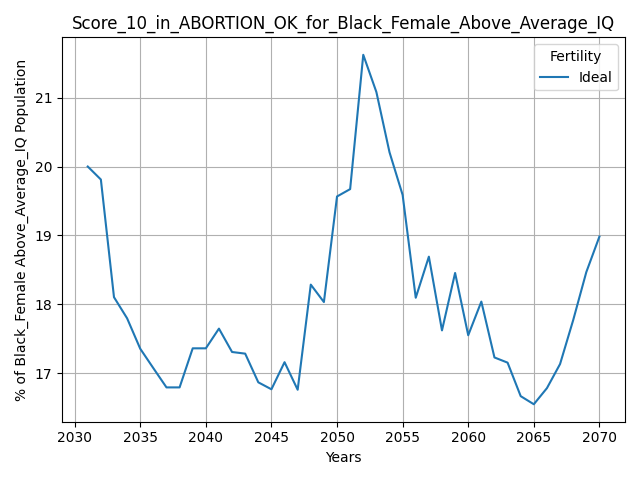 Score_10_in_ABORTION_OK_for_Black_Female_Above_Average_IQ
% of Black_Female Above_Average_IQ Population
21
20
19
18
17
Fertility
Ideal
2030 2035 2040 2045 2050 2055 2060 2065 2070
Years